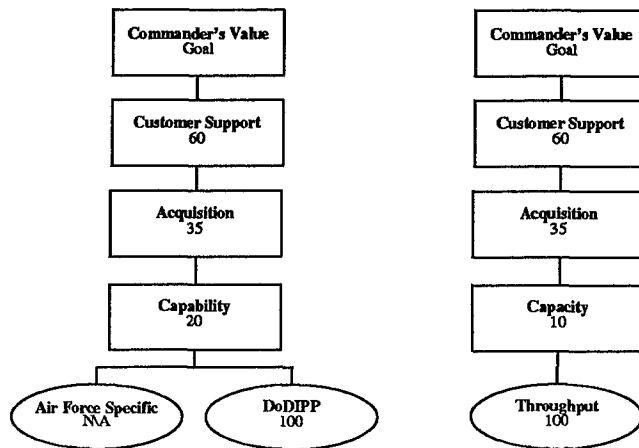 Commander's Value
Goal
Customer Support
60
Acquisition
35
Capability
20
Air Force Specific
N\A
DoDIPP
100
Commander's Value
Goal
Customer Support
60
Acquisition
35
Capacity
10
Throughput
100